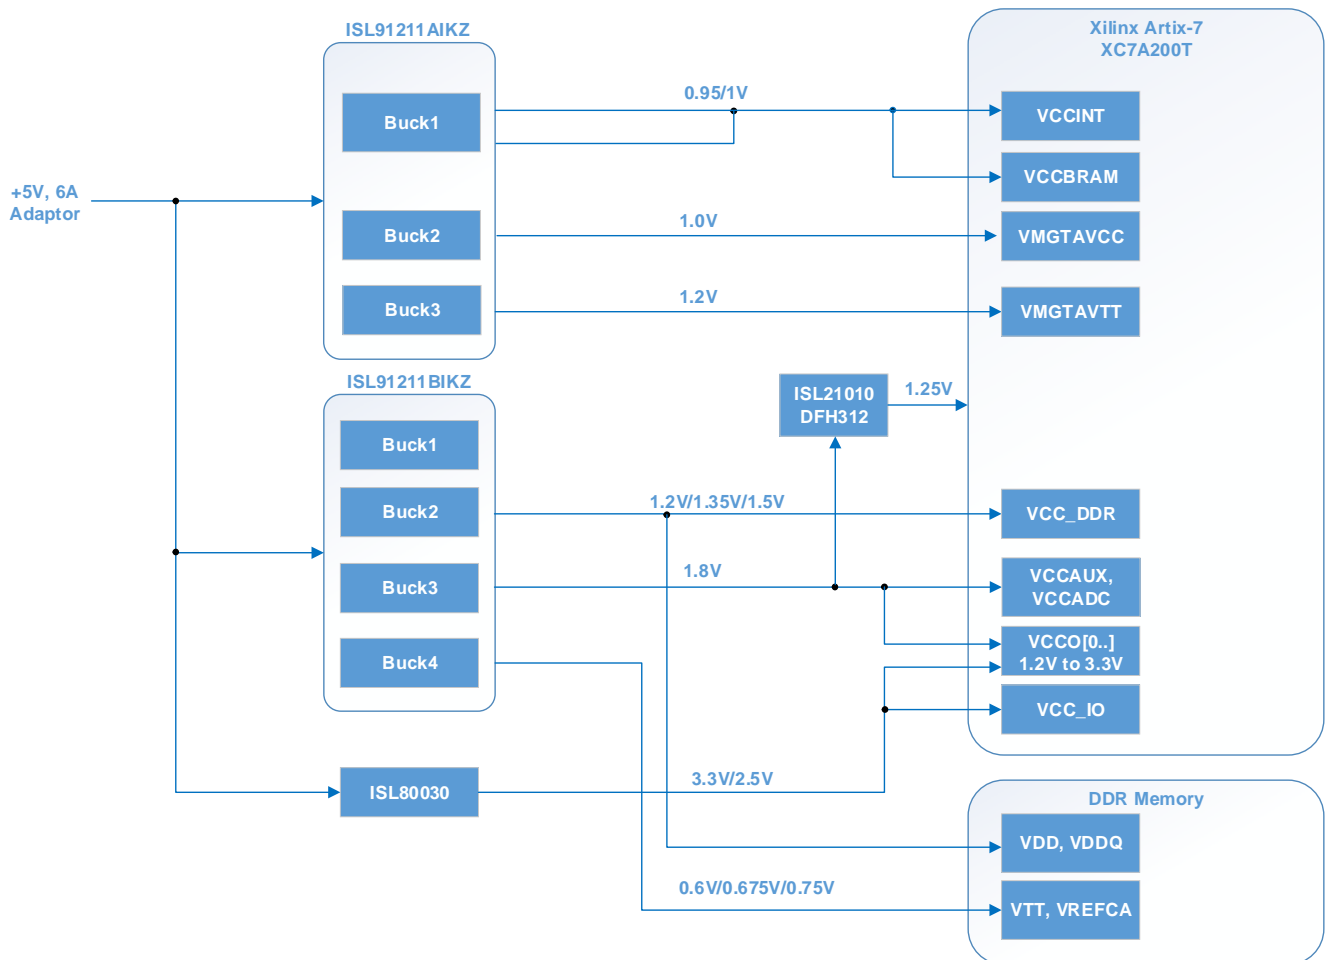 ISL91211AIKZ
Xilinx Artix-7
XC7A200T
Buck1
0.95/1V
VCCINT
VCCBRAM
+5V, 6A
Adaptor
Buck2
1.0V
VMGTAVCC
Buck3
1.2V
VMGTAVTT
ISL91211BIKZ
ISL21010
DFH312
1.25V
Buck1
Buck2
1.2V/1.35V/1.5V
VCC_DDR
Buck3
1.8V
VCCAUX,
VCCADC
Buck4
VCCO[0..]
1.2V to 3.3V
VCC_IO
ISL80030
3.3V/2.5V
DDR Memory
VDD, VDDQ
0.6V/0.675V/0.75V
VTT, VREFCA